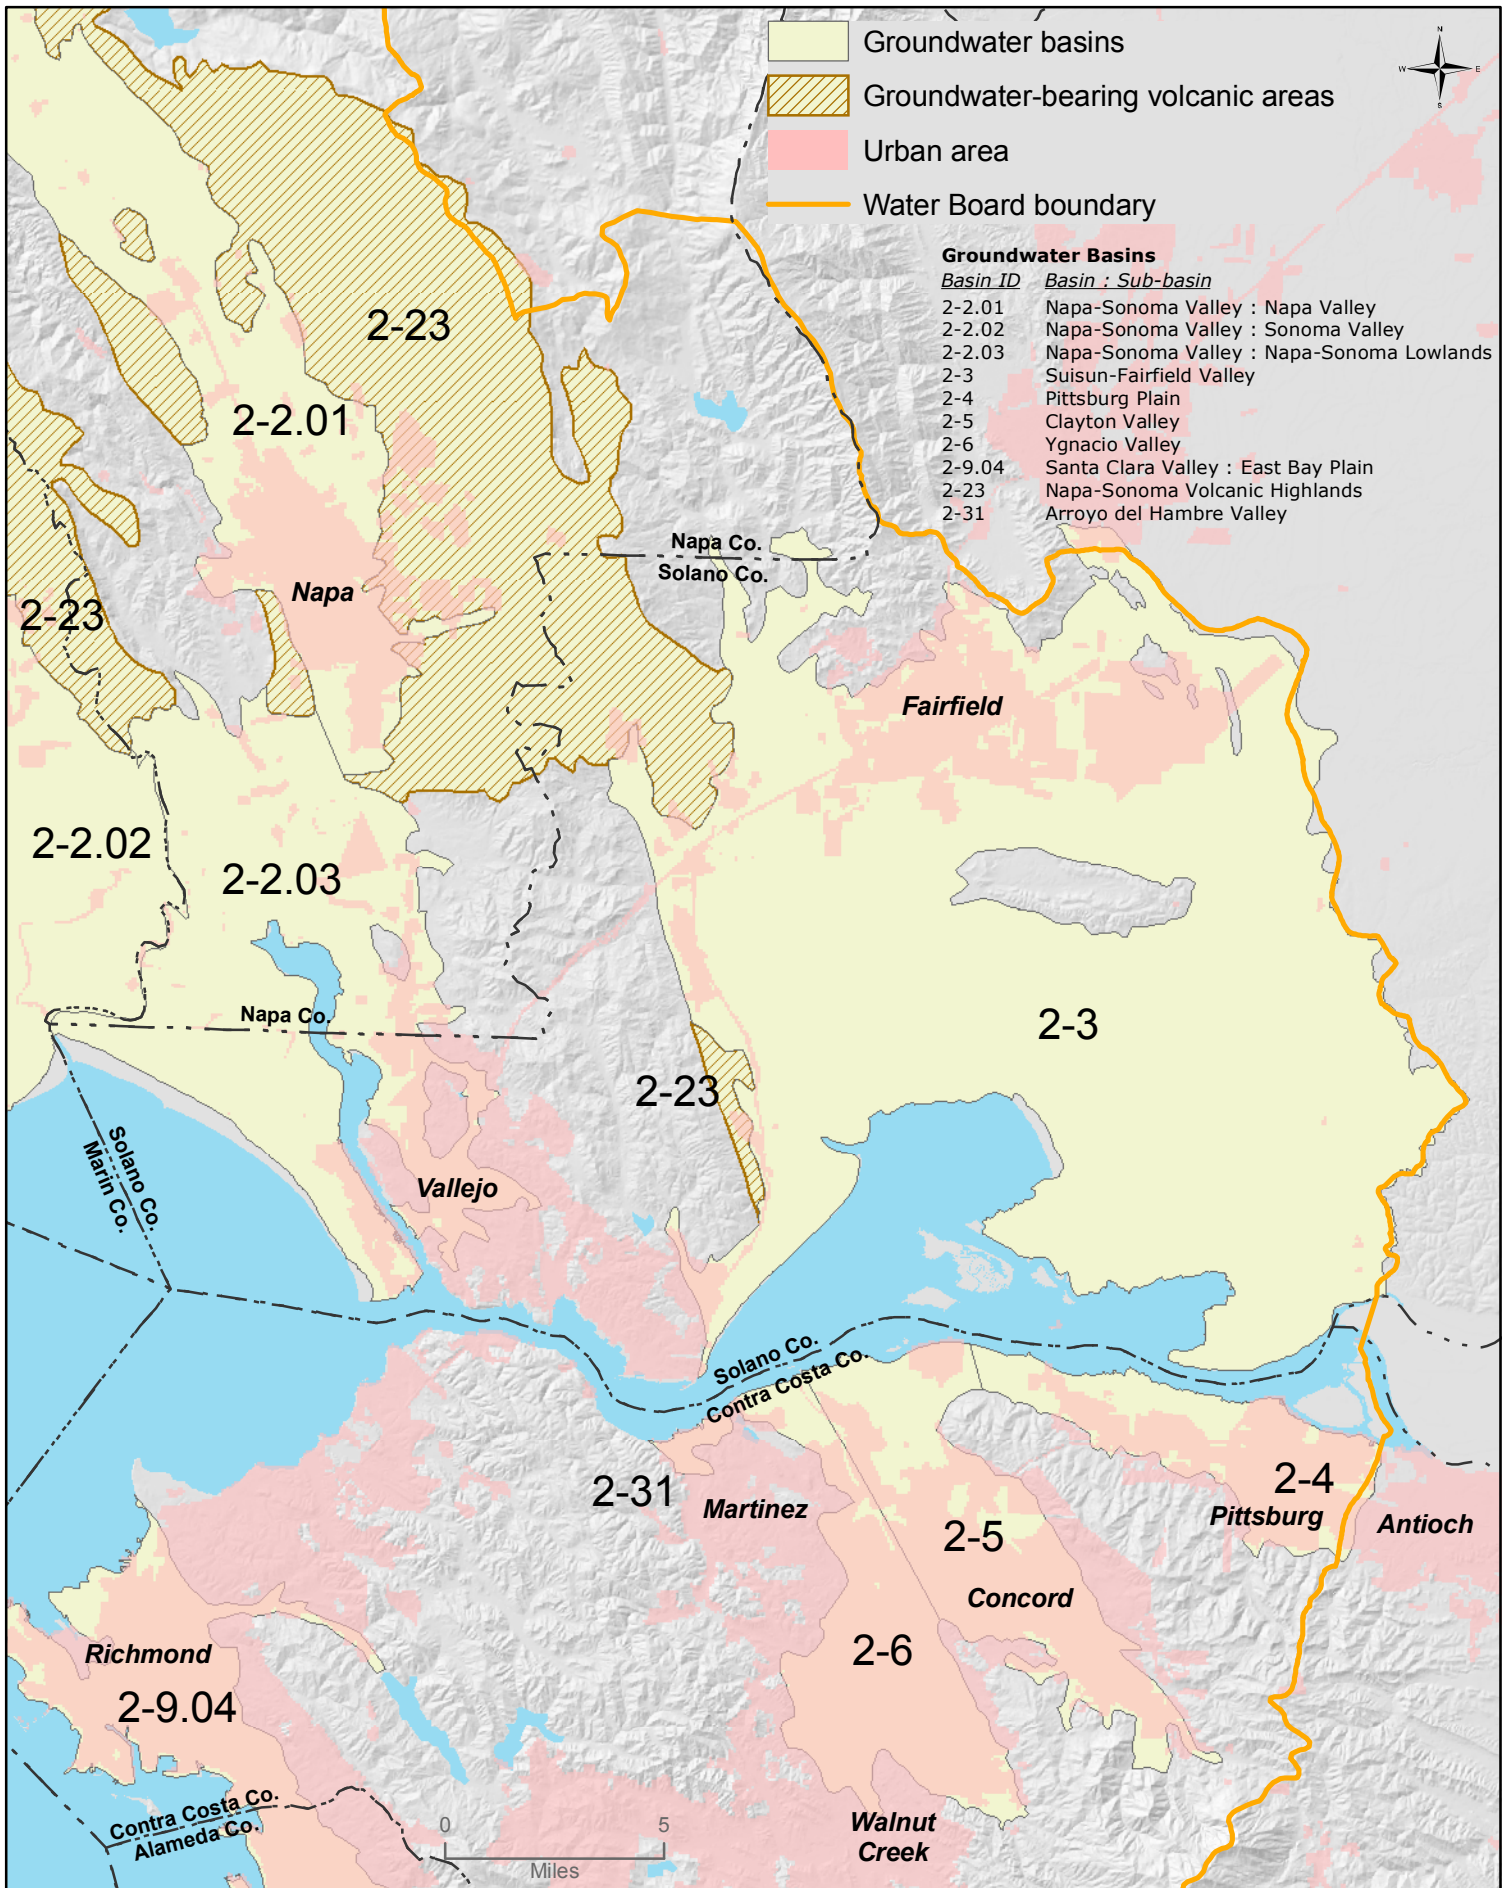 Groundwater basins
Groundwater-bearing volcanic areas
Urban area
Water Board boundary
N
W E
S
Groundwater Basins
Basin ID Basin : Sub-basin
2-2.01 Napa-Sonoma Valley : Napa Valley
2-2.02 Napa-Sonoma Valley : Sonoma Valley
2-2.03 Napa-Sonoma Valley : Napa-Sonoma Lowlands
2-3 Suisun-Fairfield Valley
2-4 Pittsburg Plain
2-5 Clayton Valley
2-6 Ygnacio Valley
2-9.04 Santa Clara Valley : East Bay Plain
2-23 Napa-Sonoma Volcanic Highlands
2-31 Arroyo del Hambre Valley
2-23
2-2.01
Napa Co.
Solano Co.
Napa
2-23
Fairfield
2-2.02
2-2.03
Napa Co.
2-3
2-23
Solano Co.
Marin Co.
Vallejo
Solano Co.
Contra Costa Co.
2-31
Martinez
2-4
Pittsburg
Antioch
2-5
Concord
Richmond
2-6
2-9.04
Contra Costa Co.
Alameda Co.
0 5
Miles
Walnut
Creek